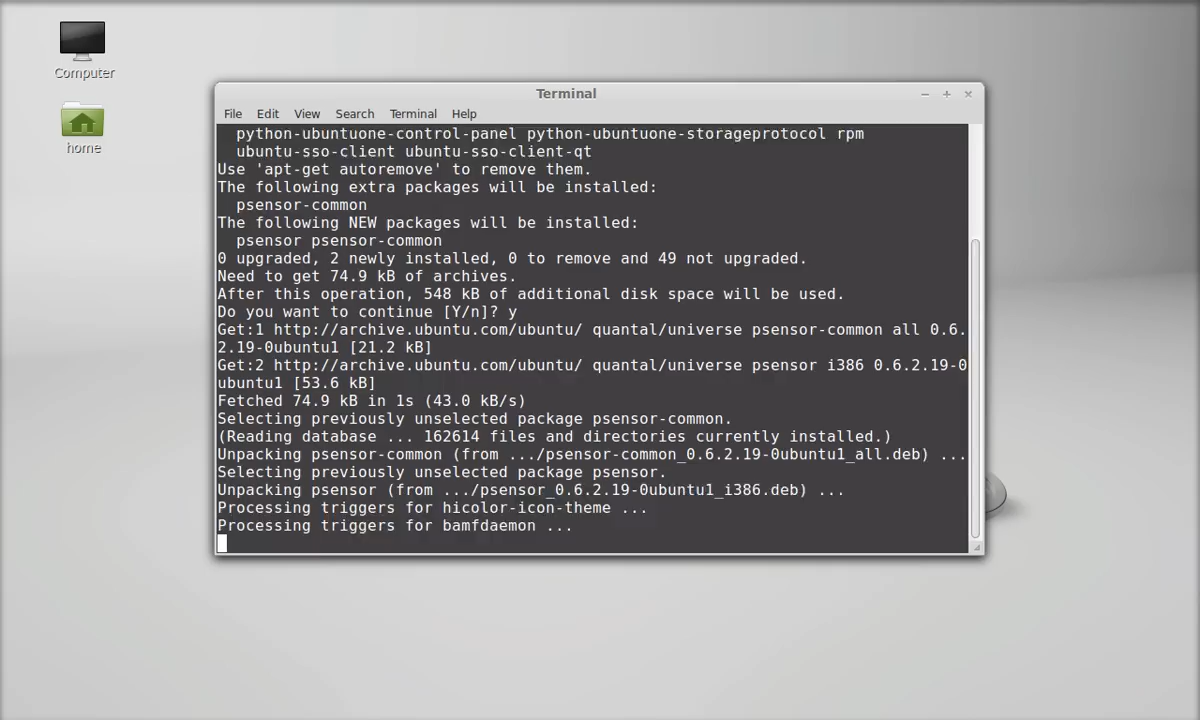 Computer
home
Terminal
File Edit View Search Terminal Help
python-ubuntuone-control-panel python-ubuntuone-storageprotocol rpm
ubuntu-sso-client ubuntu-sso-client-qt
Use 'apt-get autoremove' to remove them.
The following extra packages will be installed:
psensor-common
The following NEW packages will be installed:
psensor psensor-common
0 upgraded, 2 newly installed, 0 to remove and 49 not upgraded.
Need to get 74.9 kB of archives.
After this operation, 548 kB of additional disk space will be used.
Do you want to continue [Y/n]? y
Get:1 http://archive.ubuntu.com/ubuntu/ quantal/universe psensor-common all 0.6.
2.19-0ubuntu1 [21.2 kB]
Get:2 http://archive.ubuntu.com/ubuntu/ quantal/universe psensor i386 0.6.2.19-0
ubuntu1 [53.6 kB]
Fetched 74.9 kB in 1s (43.0 kB/s)
Selecting previously unselected package psensor-common.
(Reading database ... 162614 files and directories currently installed.)
Unpacking psensor-common (from .../psensor-common_0.6.2.19-0ubuntu1_all.deb) ...
Selecting previously unselected package psensor.
Unpacking psensor (from .../psensor_0.6.2.19-0ubuntu1_i386.deb) ...
Processing triggers for hicolor-icon-theme ...
Processing triggers for bamfdaemon ...